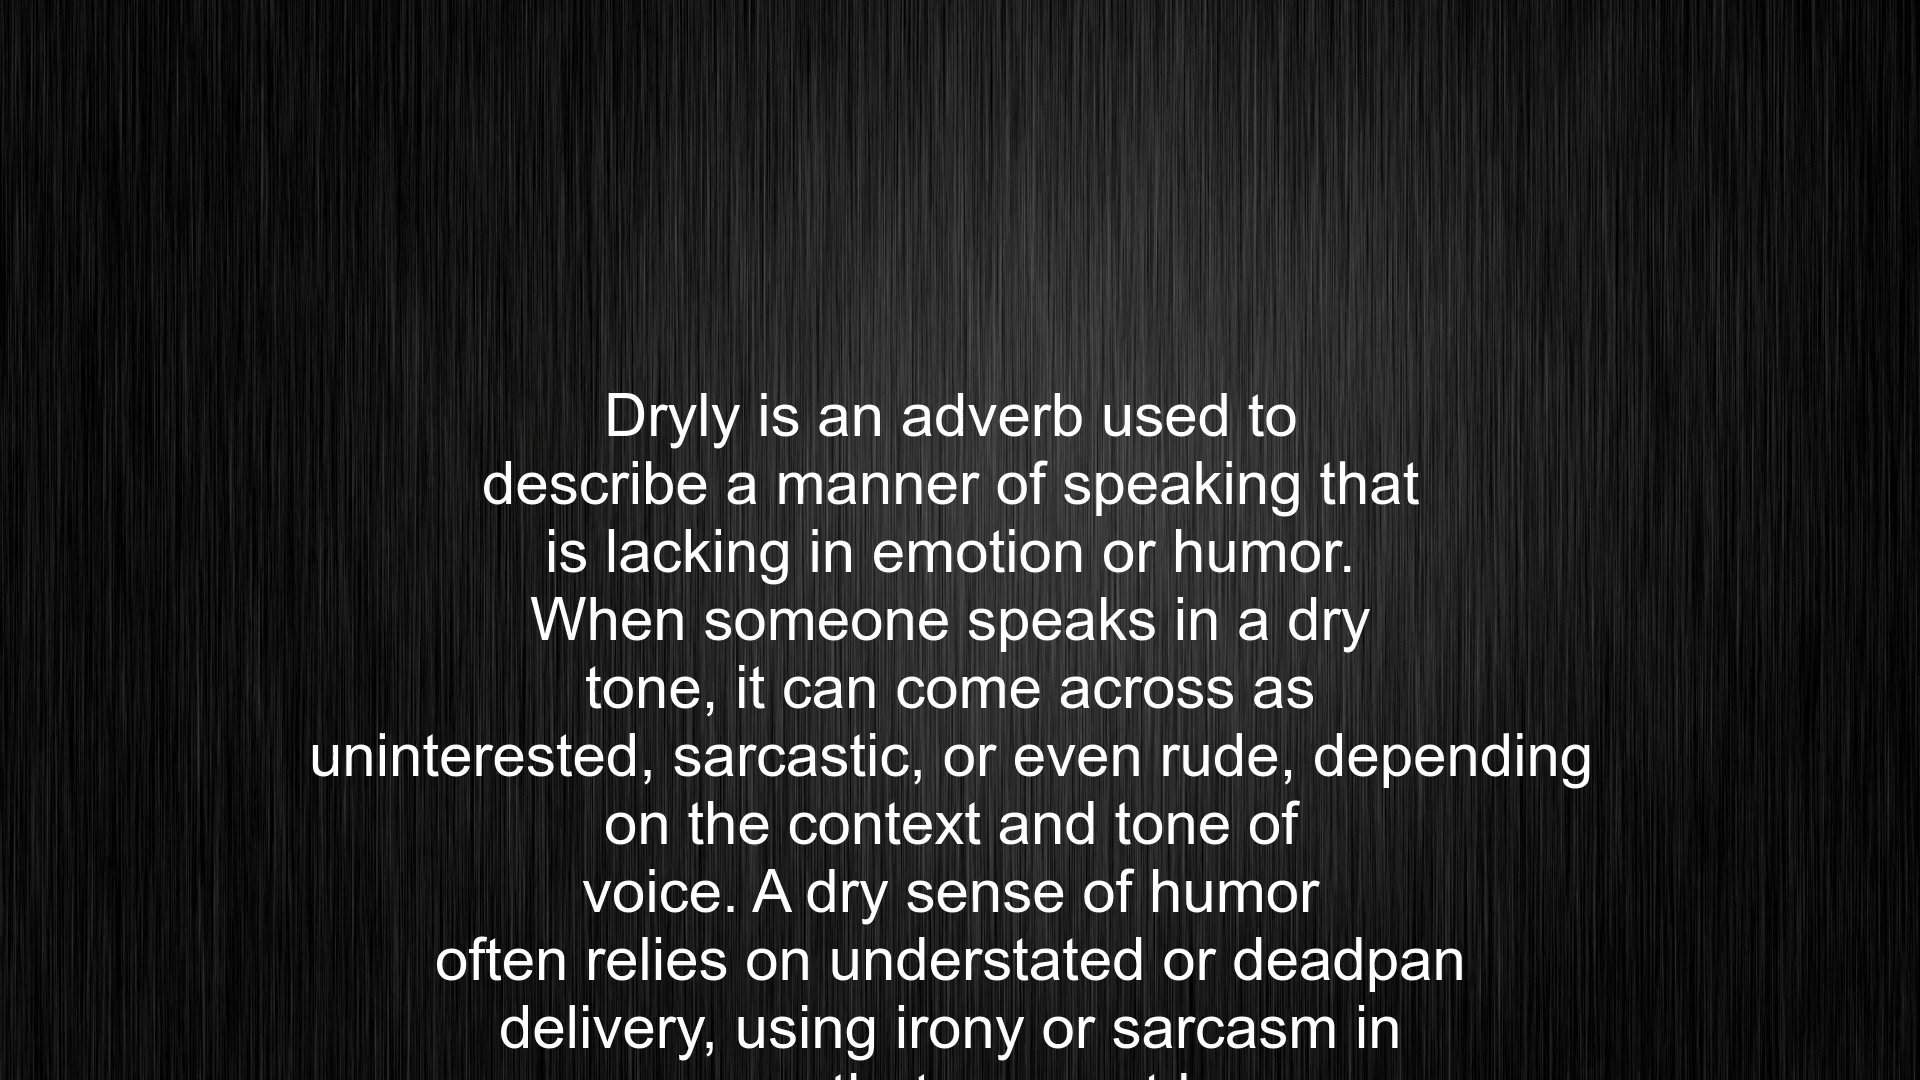 Dryly is an adverb used to
describe a manner of speaking that
is lacking in emotion or humor.
When someone speaks in a dry
tone, it can come across as
uninterested, sarcastic, or even rude, depending
on the context and tone of
voice. A dry sense of humor
often relies on understated or deadpan
delivery, using irony or sarcasm in